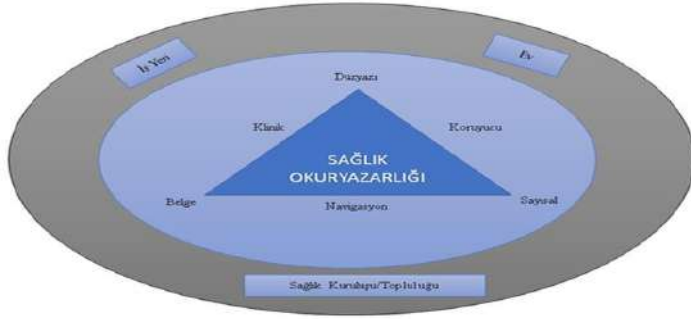 İş Yeri
Ev
Düzyazı
Klinik
Koruyucu
SAĞLIK
OKURYAZARLIĞI
Belge
Navigasyon
Sayısal
Sağlık Kuruluşu/Topluluğu